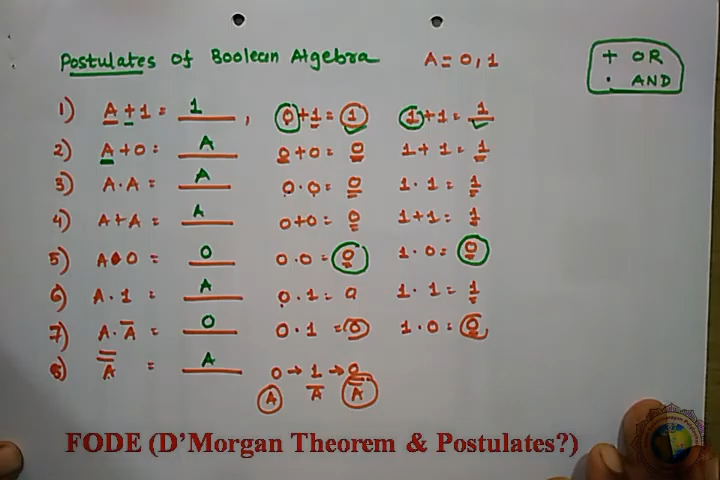 Postulates of Boolean Algebra A = 0, 1
+ OR
. AND
1) A + 1 = 1, 0 + 1 = 1 1 + 1 = 1
2) A + 0 = A 0 + 0 = 0 1 + 1 = 1
3) A . A = A 0 . 0 = 0 1 . 1 = 1
4) A + A = A 0 + 0 = 0 1 + 1 = 1
5) A . 0 = 0 0 . 0 = 0 1 . 0 = 0
6) A . 1 = A 0 . 1 = 0 1 . 1 = 1
7) A . A̅ = 0 0 . 1 = 0 1 . 0 = 0
8) A̿ = A 0 → 1 → 0
A A̅ A̿
FODE (D’Morgan Theorem & Postulates?)